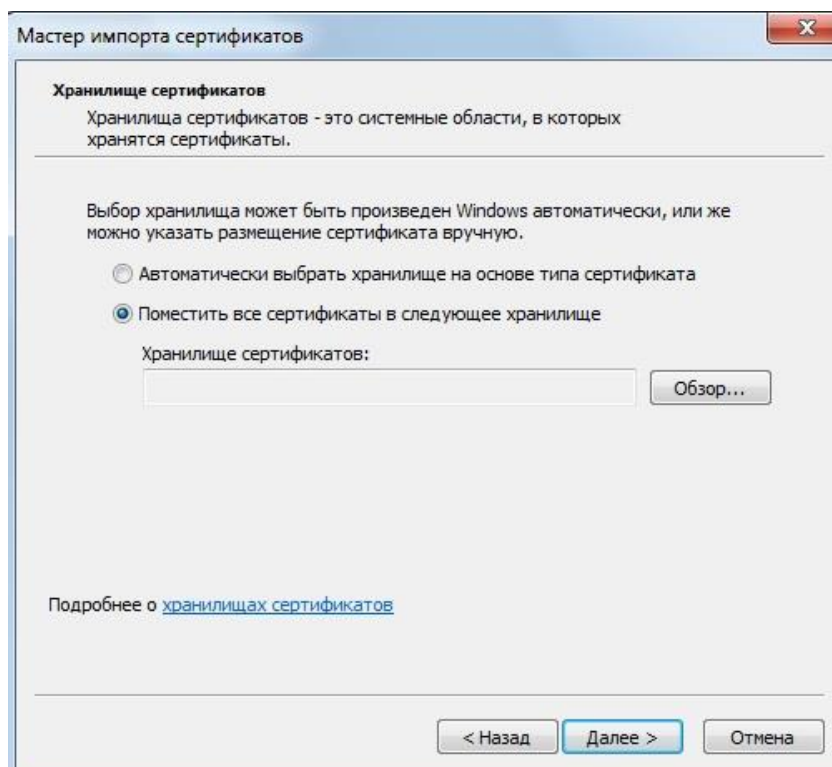 Мастер импорта сертификатов
Хранилище сертификатов
Хранилища сертификатов - это системные области, в которых
хранятся сертификаты.
Выбор хранилища может быть произведен Windows автоматически, или же
можно указать размещение сертификата вручную.
Автоматически выбрать хранилище на основе типа сертификата
Поместить все сертификаты в следующее хранилище
Хранилище сертификатов:
Обзор...
Подробнее о хранилищах сертификатов
< Назад Далее > Отмена